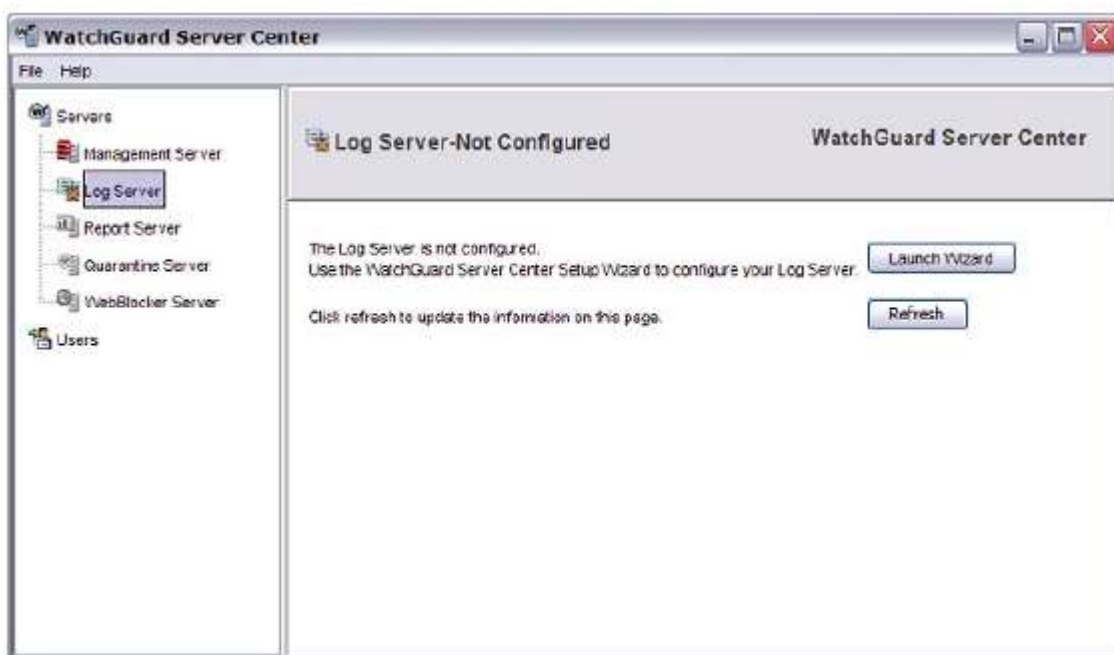 WatchGuard Server Center
File Help
Servers
Management Server
Log Server
Report Server
Quarantine Server
WebBlocker Server
Users
Log Server-Not Configured
WatchGuard Server Center
The Log Server is not configured.
Use the WatchGuard Server Center Setup Wizard to configure your Log Server.
Launch Wizard
Click refresh to update the information on this page.
Refresh